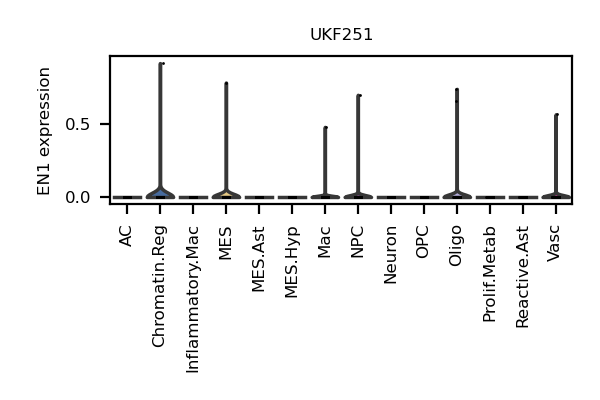 UKF251
EN1 expression
0.5
0.0
AC
Chromatin.Reg
Inflammatory.Mac
MES
MES.Ast
MES.Hyp
Mac
NPC
Neuron
OPC
Oligo
Prolif.Metab
Reactive.Ast
Vasc